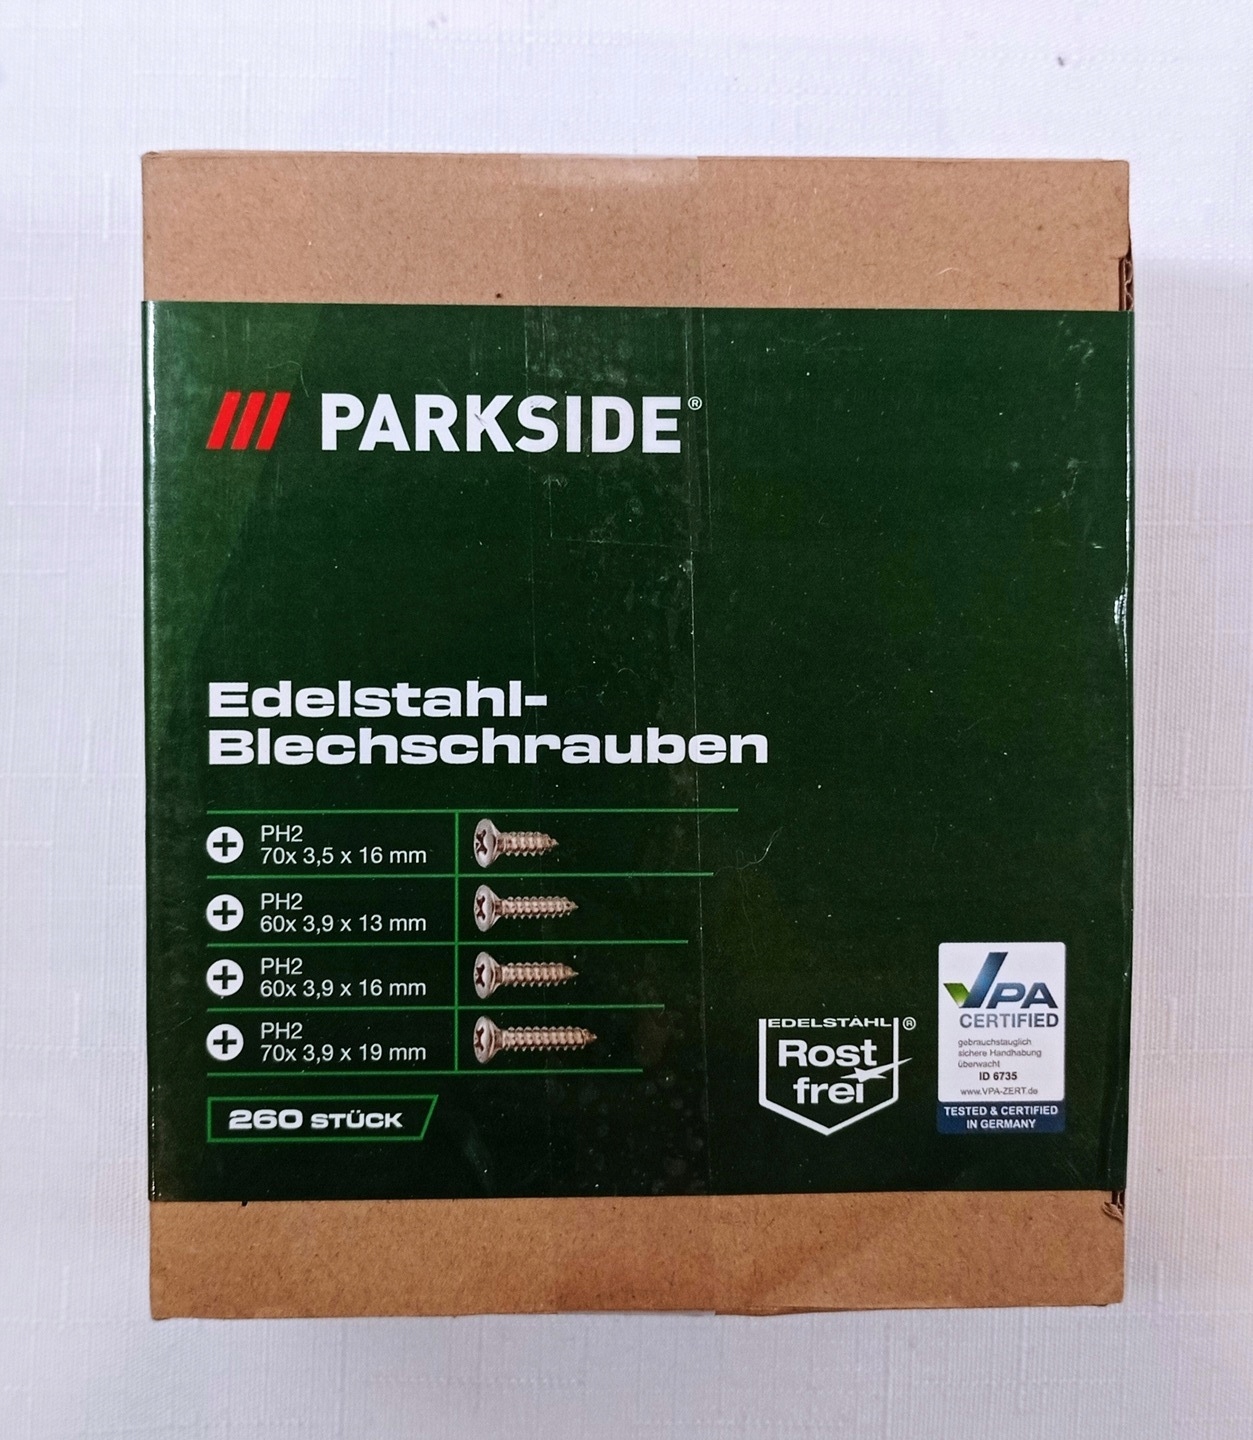 PARKSIDE®
Edelstahl-
Blechschrauben
PH2
70x 3,5 x 16 mm
PH2
60x 3,9 x 13 mm
PH2
60x 3,9 x 16 mm
PH2
70x 3,9 x 19 mm
260 STÜCK
EDELSTAHL®
Rost
frei
VPA
CERTIFIED
gebrauchstauglich
sichere Handhabung
überwacht
ID 6735
www.VPA-ZERT.de
TESTED & CERTIFIED
IN GERMANY